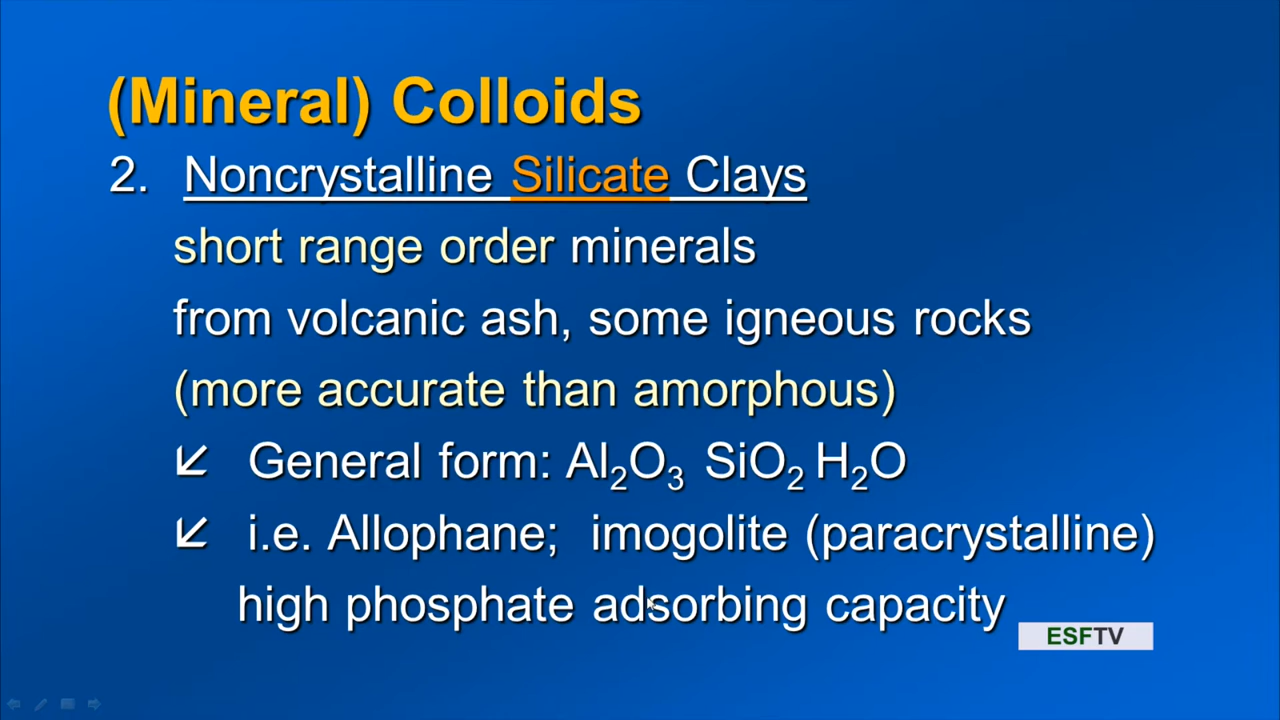 (Mineral) Colloids
2. Noncrystalline Silicate Clays
short range order minerals
from volcanic ash, some igneous rocks
(more accurate than amorphous)
↙ General form: Al₂O₃ SiO₂ H₂O
↙ i.e. Allophane; imogolite (paracrystalline)
high phosphate adsorbing capacity
ESFTV